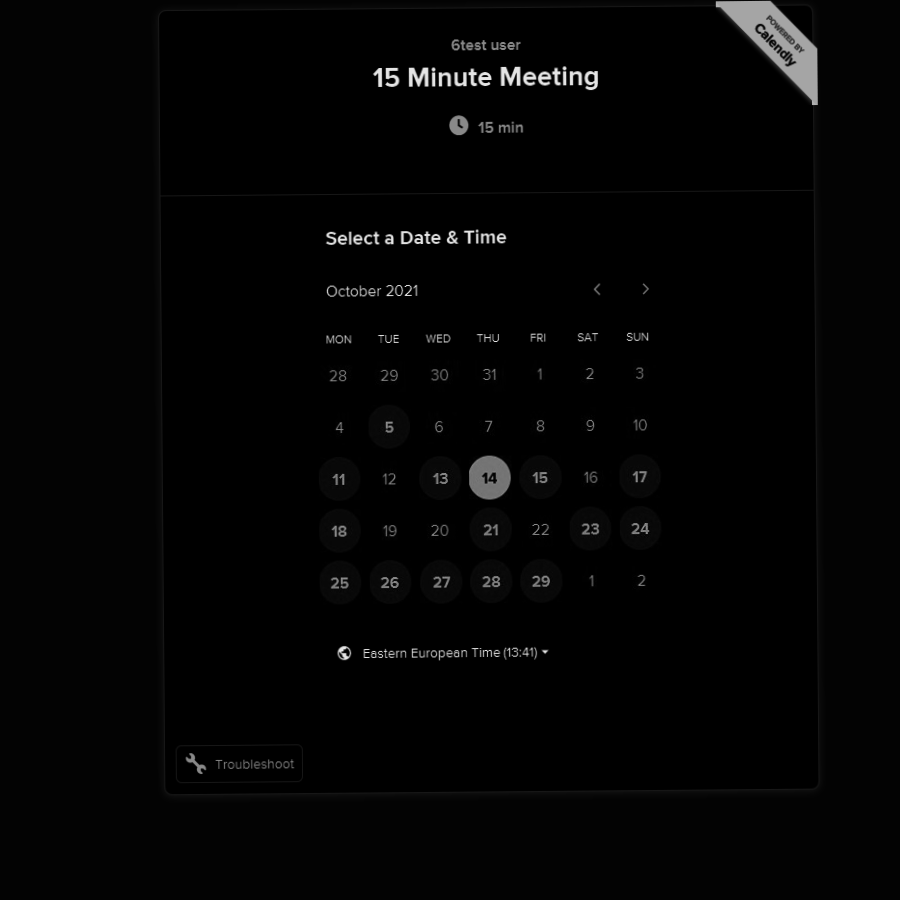 6test user
15 Minute Meeting
15 min
POWERED BY
Calendly
Select a Date & Time
October 2021
MON TUE WED THU FRI SAT SUN
28 29 30 31 1 2 3
4 5 6 7 8 9 10
11 12 13 14 15 16 17
18 19 20 21 22 23 24
25 26 27 28 29 1 2
Eastern European Time (13:41)
Troubleshoot